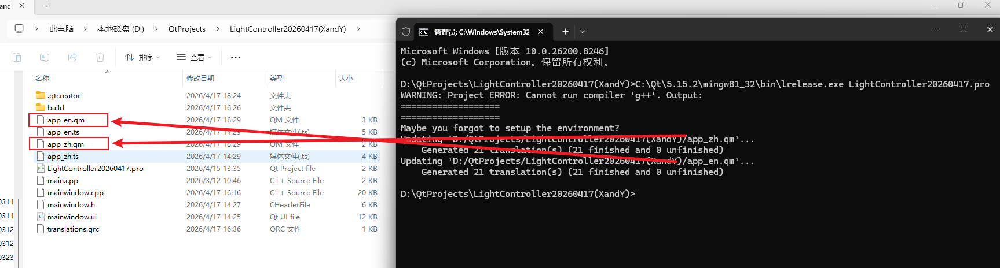 and
此电脑 > 本地磁盘 (D:) > QtProjects > LightController20260417(XandY) >
排序 查看
名称 修改日期 类型 大小
.qtcreator 2026/4/17 18:24 文件夹
build 2026/4/17 16:26 文件夹
app_en.qm 2026/4/17 18:29 QM 文件 3 KB
app_en.ts 2026/4/17 14:29 媒体文件(.ts) 5 KB
app_zh.qm 2026/4/17 18:29 QM 文件 2 KB
app_zh.ts 2026/4/17 14:29 媒体文件(.ts) 4 KB
LightController20260417.pro 2026/4/15 13:35 Qt Project file 2 KB
main.cpp 2026/3/12 10:46 C++ Source File 2 KB
mainwindow.cpp 2026/4/17 16:16 C++ Source File 20 KB
mainwindow.h 2026/4/17 14:27 CHeaderFile 6 KB
mainwindow.ui 2026/4/17 14:25 Qt UI file 12 KB
translations.qrc 2026/4/17 16:36 QRC 文件 1 KB
0311
0311
0312
0312
0323
管理员: C:\Windows\System32
Microsoft Windows [版本 10.0.26200.8246]
(c) Microsoft Corporation。保留所有权利。
D:\QtProjects\LightController20260417(XandY)>C:\Qt\5.15.2\mingw81_32\bin\lrelease.exe LightController20260417.pro
WARNING: Project ERROR: Cannot run compiler 'g++'. Output:
===================
===================
Maybe you forgot to setup the environment?
Updating 'D:/QtProjects/LightController20260417(XandY)/app_zh.qm'...
Generated 21 translation(s) (21 finished and 0 unfinished)
Updating 'D:/QtProjects/LightController20260417(XandY)/app_en.qm'...
Generated 21 translation(s) (21 finished and 0 unfinished)
D:\QtProjects\LightController20260417(XandY)>